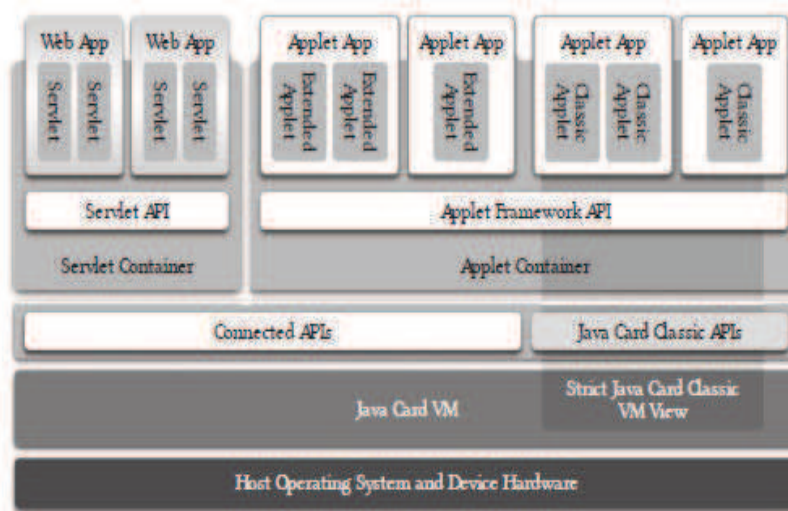 Web App
Web App
Applet App
Applet App
Applet App
Applet App
Servlet
Servlet
Servlet
Servlet
Extended
Applet
Extended
Applet
Extended
Applet
Classic
Applet
Classic
Applet
Classic
Applet
Servlet API
Applet Framework API
Servlet Container
Applet Container
Connected APIs
Java Card Classic APIs
Java Card VM
Strict Java Card Classic
VM View
Host Operating System and Device Hardware